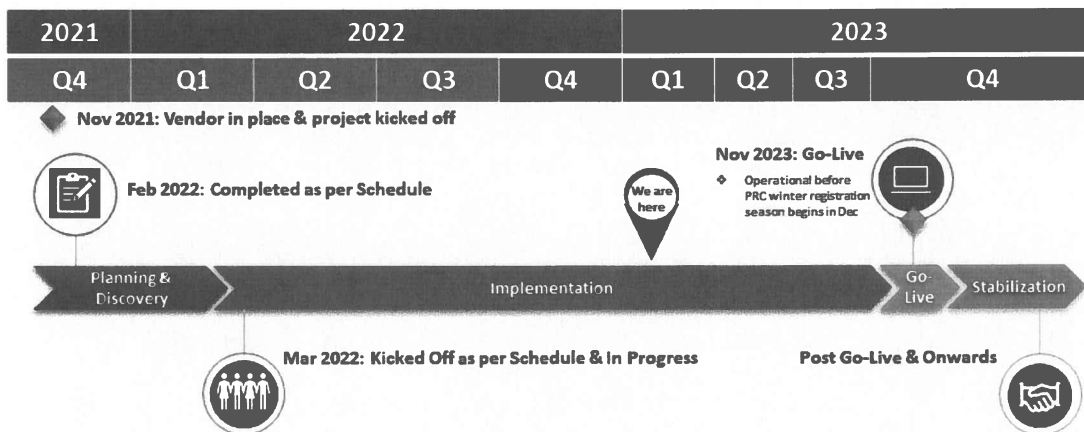 2021 2022 2023
Q4 Q1 Q2 Q3 Q4 Q1 Q2 Q3 Q4
Nov 2021: Vendor in place & project kicked off
Feb 2022: Completed as per Schedule
We are
here
Nov 2023: Go-Live
❖ Operational before
PRC winter registration
season begins in Dec
Planning &
Discovery
Implementation
Go-
Live
Stabilization
Mar 2022: Kicked Off as per Schedule & In Progress
Post Go-Live & Onwards